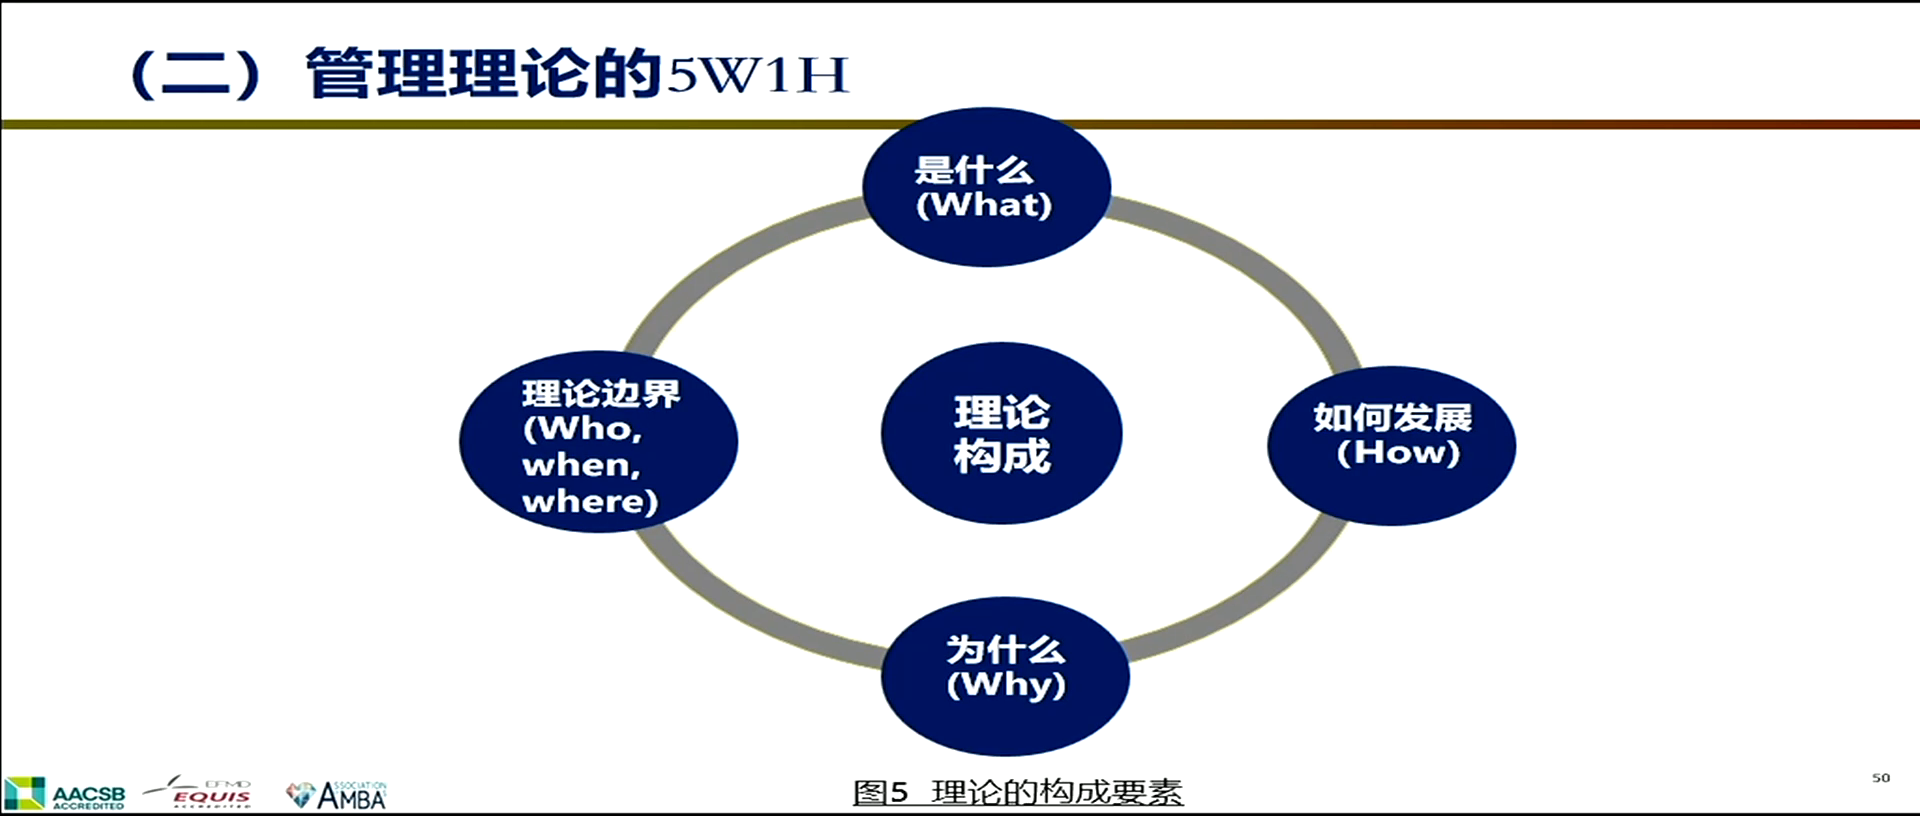 （二）管理理论的5W1H
是什么
(What)
理论边界
(Who,
when,
where)
理论
构成
如何发展
(How)
为什么
(Why)
图5 理论的构成要素
AACSB
ACCREDITED
EFMD
EQUIS
ACCREDITED
ASSOCIATION
AMBA
50